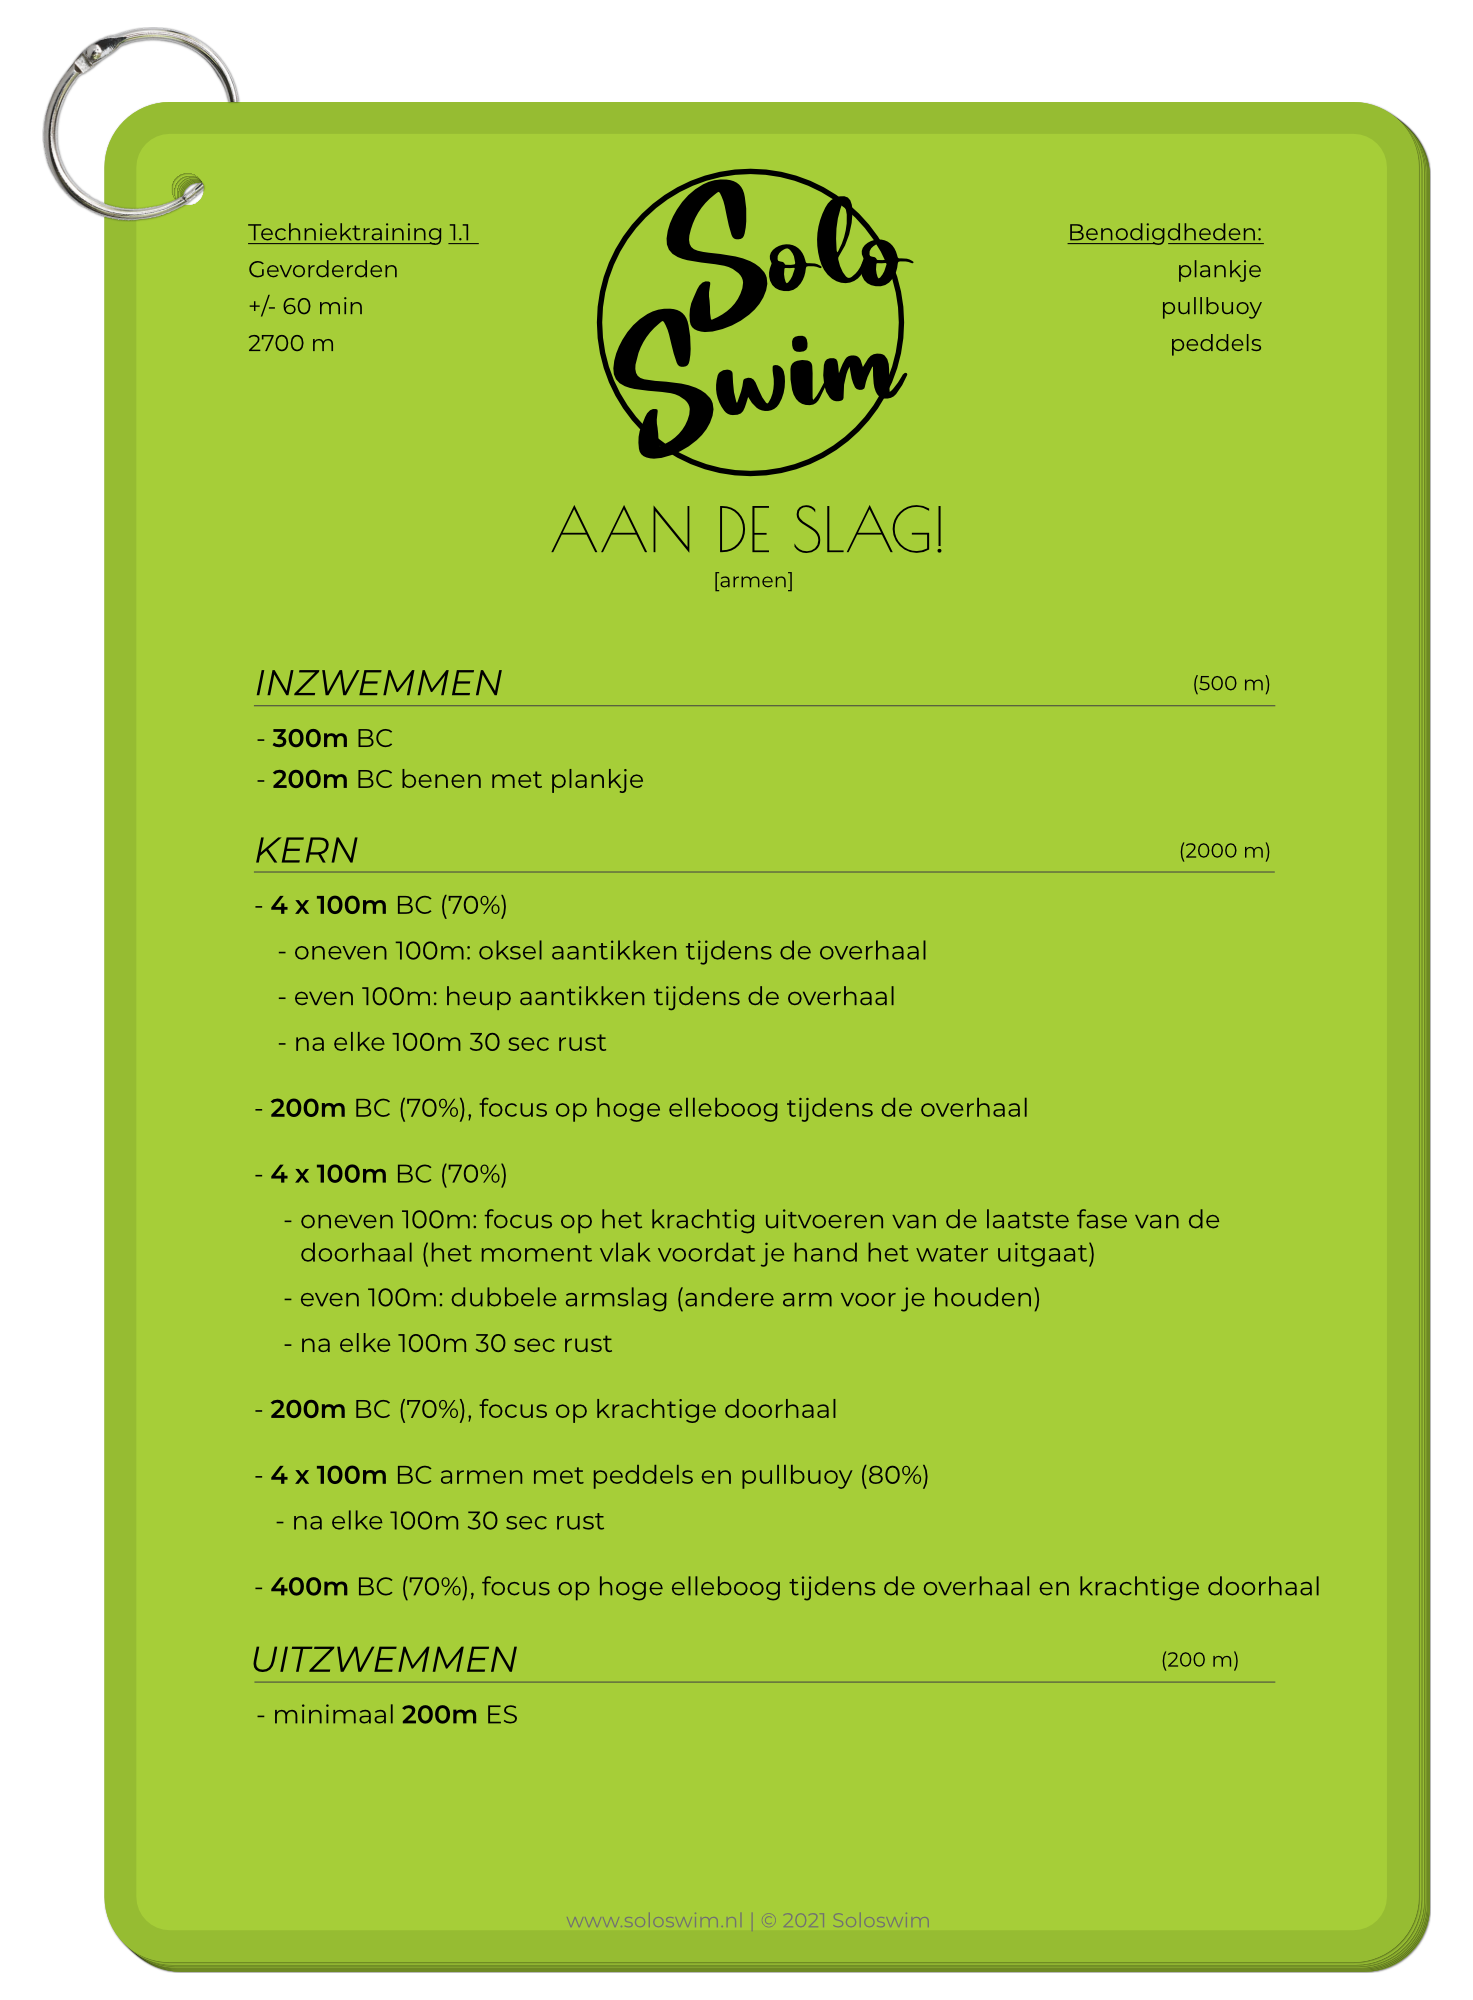 Techniektraining 1.1
Gevorderden
+/- 60 min
2700 m
Solo
Swim
Benodigdheden:
plankje
pullbuoy
peddels
AAN DE SLAG!
[armen]
INZWEMMEN (500 m)
- 300m BC
- 200m BC benen met plankje
KERN (2000 m)
- 4 x 100m BC (70%)
- oneven 100m: oksel aantikken tijdens de overhaal
- even 100m: heup aantikken tijdens de overhaal
- na elke 100m 30 sec rust
- 200m BC (70%), focus op hoge elleboog tijdens de overhaal
- 4 x 100m BC (70%)
- oneven 100m: focus op het krachtig uitvoeren van de laatste fase van de
doorhaal (het moment vlak voordat je hand het water uitgaat)
- even 100m: dubbele armslag (andere arm voor je houden)
- na elke 100m 30 sec rust
- 200m BC (70%), focus op krachtige doorhaal
- 4 x 100m BC armen met peddels en pullbuoy (80%)
- na elke 100m 30 sec rust
- 400m BC (70%), focus op hoge elleboog tijdens de overhaal en krachtige doorhaal
UITZWEMMEN (200 m)
- minimaal 200m ES
www.soloswim.nl | © 2021 Soloswim